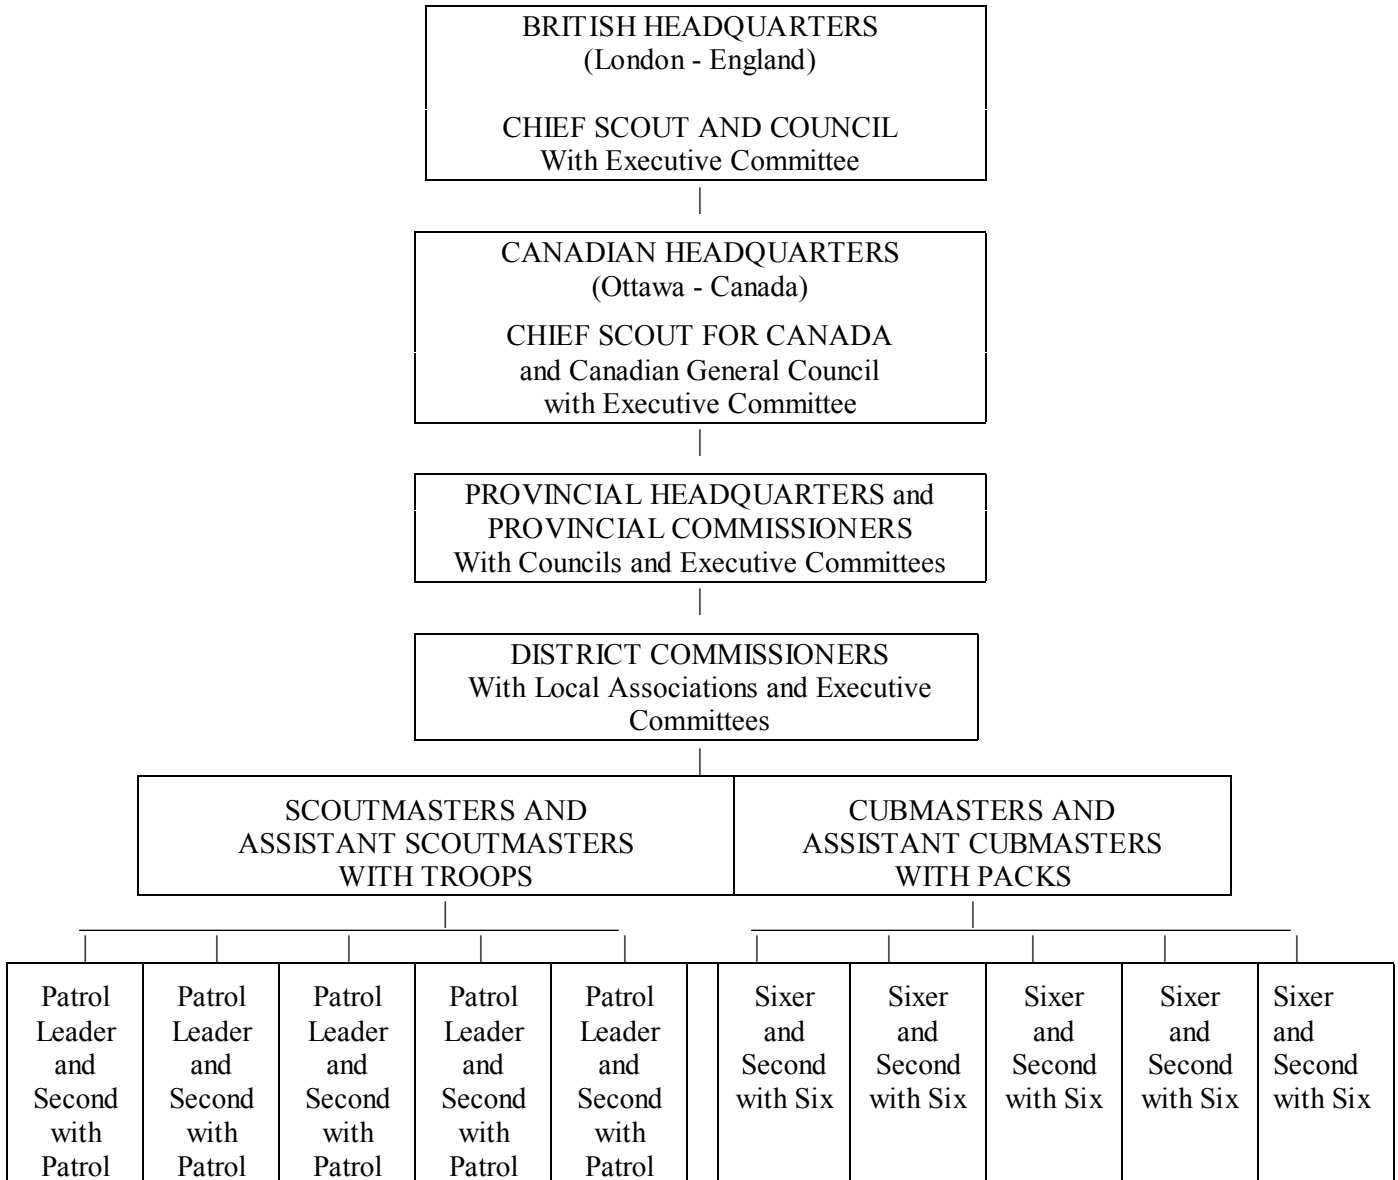 BRITISH HEADQUARTERS
(London - England)
CHIEF SCOUT AND COUNCIL
With Executive Committee
CANADIAN HEADQUARTERS
(Ottawa - Canada)
CHIEF SCOUT FOR CANADA
and Canadian General Council
with Executive Committee
PROVINCIAL HEADQUARTERS and
PROVINCIAL COMMISSIONERS
With Councils and Executive Committees
DISTRICT COMMISSIONERS
With Local Associations and Executive
Committees
SCOUTMASTERS AND
ASSISTANT SCOUTMASTERS
WITH TROOPS
CUBMASTERS AND
ASSISTANT CUBMASTERS
WITH PACKS
Patrol
Leader
and
Second
with
Patrol
Patrol
Leader
and
Second
with
Patrol
Patrol
Leader
and
Second
with
Patrol
Patrol
Leader
and
Second
with
Patrol
Patrol
Leader
and
Second
with
Patrol
Sixer
and
Second
with Six
Sixer
and
Second
with Six
Sixer
and
Second
with Six
Sixer
and
Second
with Six
Sixer
and
Second
with Six